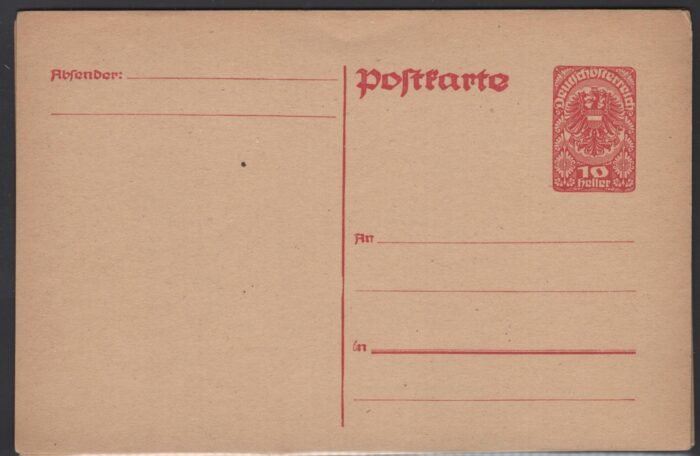 Absender:
Postkarte
Deutschösterreich
10
Heller
An
in